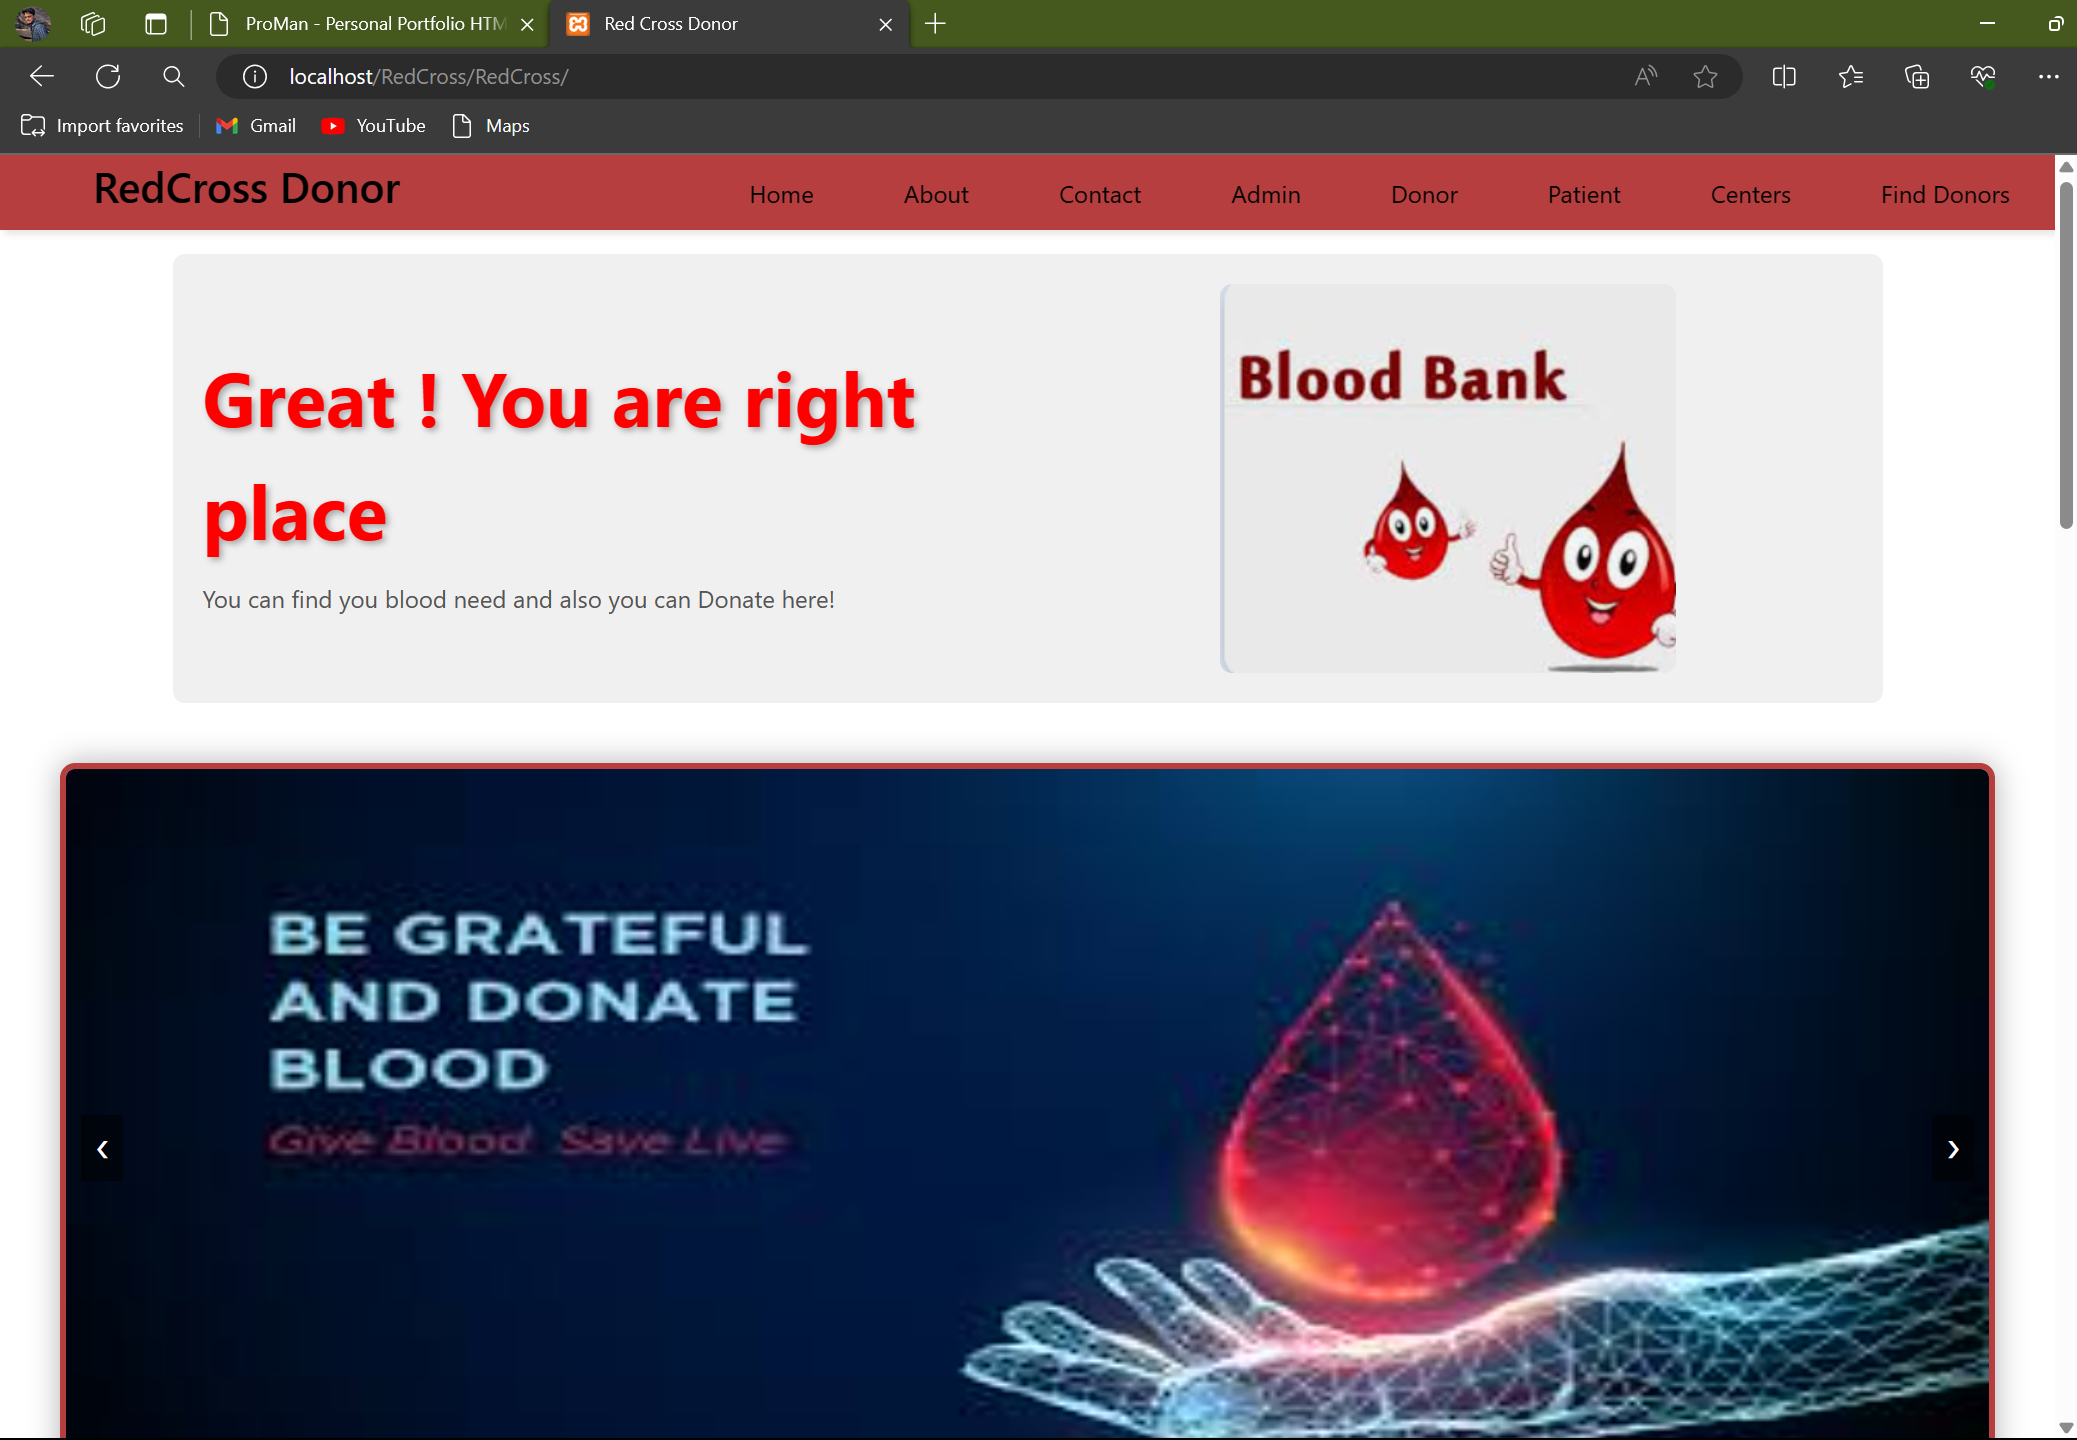 ProMan - Personal Portfolio HTM
Red Cross Donor
localhost/RedCross/RedCross/
Import favorites
Gmail
YouTube
Maps
RedCross Donor
Home
About
Contact
Admin
Donor
Patient
Centers
Find Donors
Great ! You are right
place
You can find you blood need and also you can Donate here!
Blood Bank
BE GRATEFUL
AND DONATE
BLOOD
Give Blood Save Live